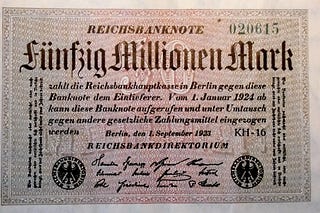 REICHSBANKNOTE
020615
Fünfzig Millionen Mark
zahlt die Reichsbankhauptkasse in Berlin gegen diese
Banknote dem Einlieferer. Vom 1. Januar 1924 ab
kann diese Banknote aufgerufen und unter Umtausch
gegen andere gesetzliche Zahlungsmittel eingezogen
werden
Berlin, den 1. September 1923
KH-16
REICHSBANKDIREKTORIUM